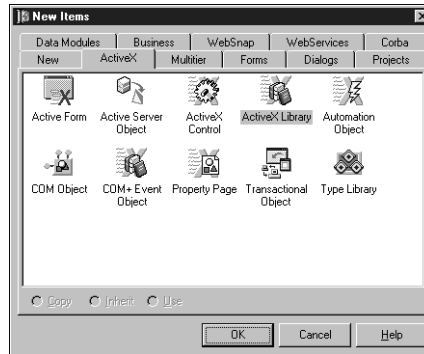 New Items
Data Modules Business WebSnap WebServices Corba
New ActiveX Multitier Forms Dialogs Projects
Active Form Active Server Object ActiveX Control ActiveX Library Automation Object
COM Object COM+ Event Object Property Page Transactional Object Type Library
Copy Inherit Use
OK Cancel Help